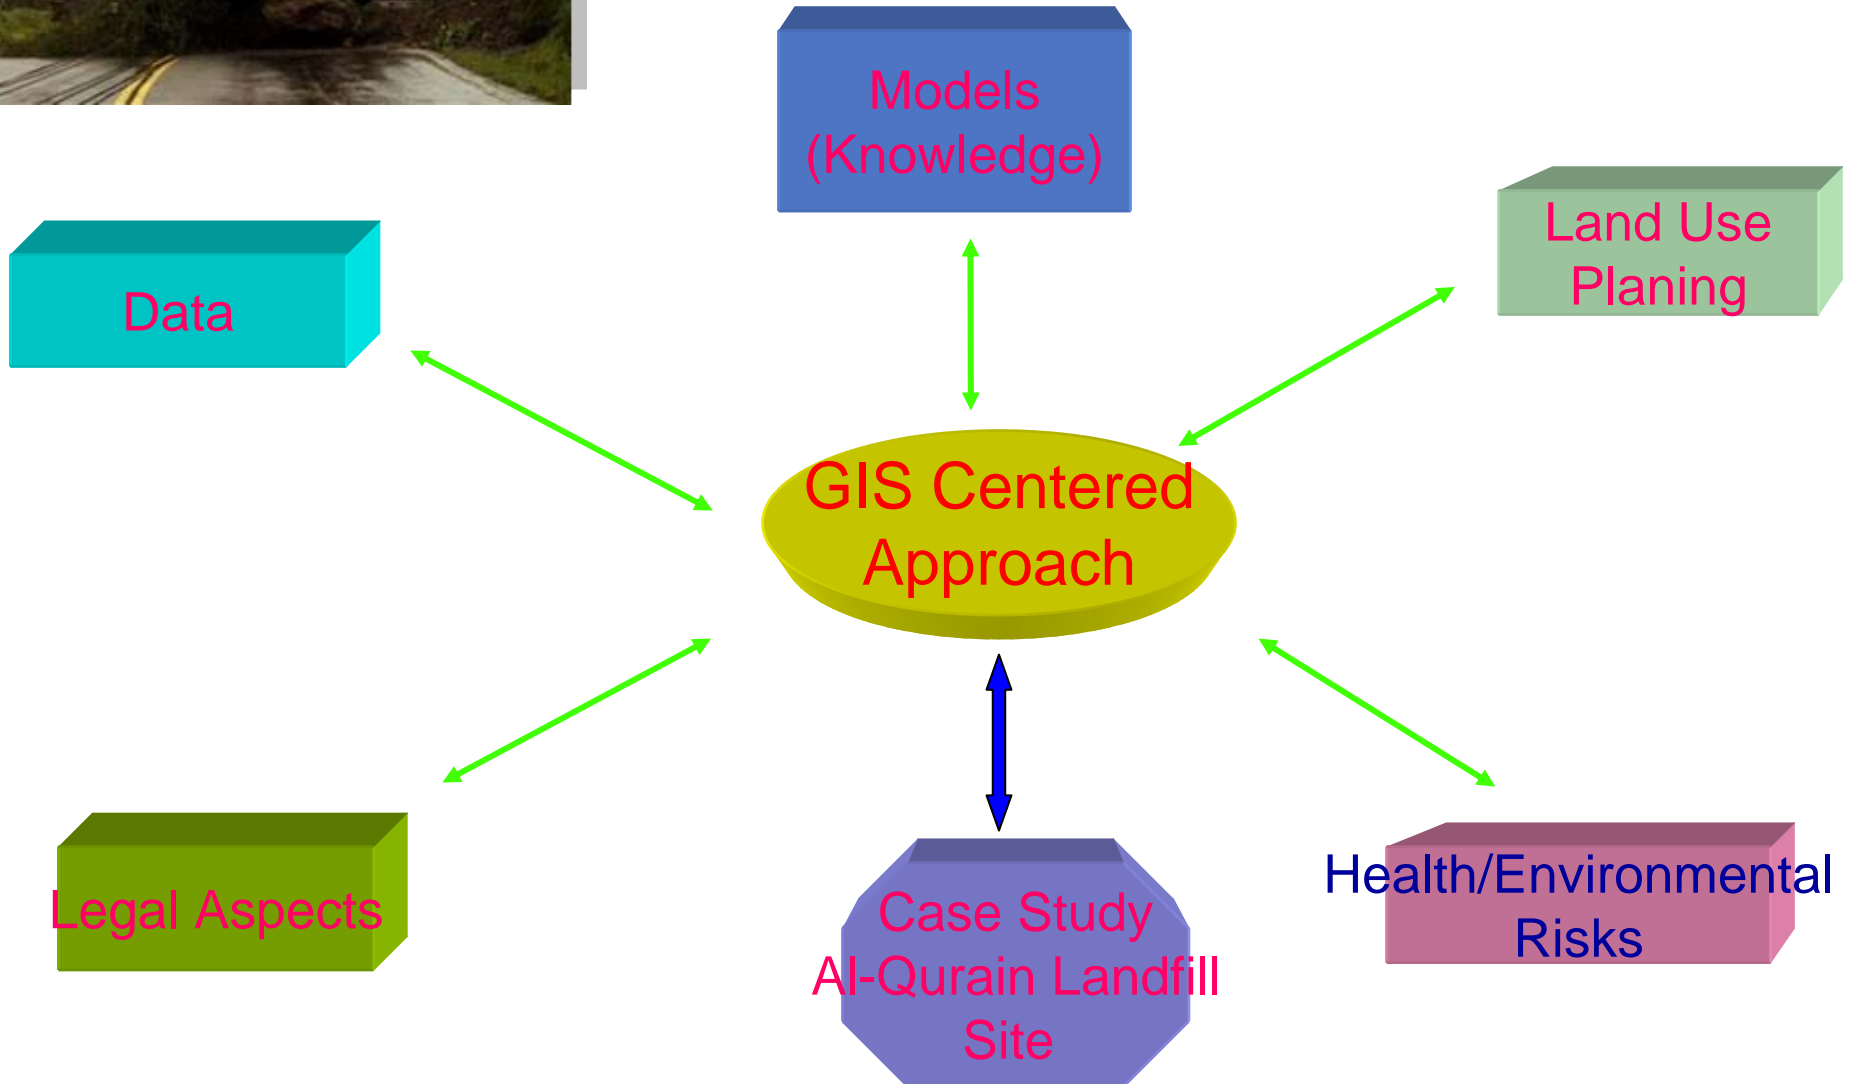 Models
(Knowledge)
Land Use
Planing
Data
GIS Centered
Approach
Legal Aspects
Health/Environmental
Risks
Case Study
Al-Qurain Landfill
Site